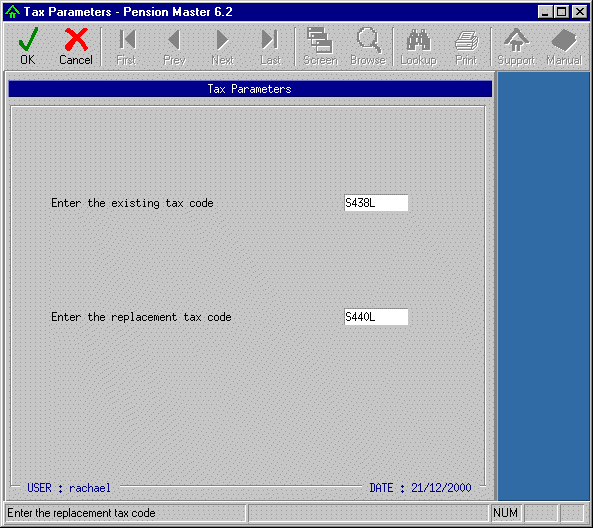 Tax Parameters - Pension Master 6.2
OK Cancel First Prev Next Last Screen Browse Lookup Print Support Manual
Tax Parameters
Enter the existing tax code S438L
Enter the replacement tax code S440L
USER : rachael DATE : 21/12/2000
Enter the replacement tax code NUM